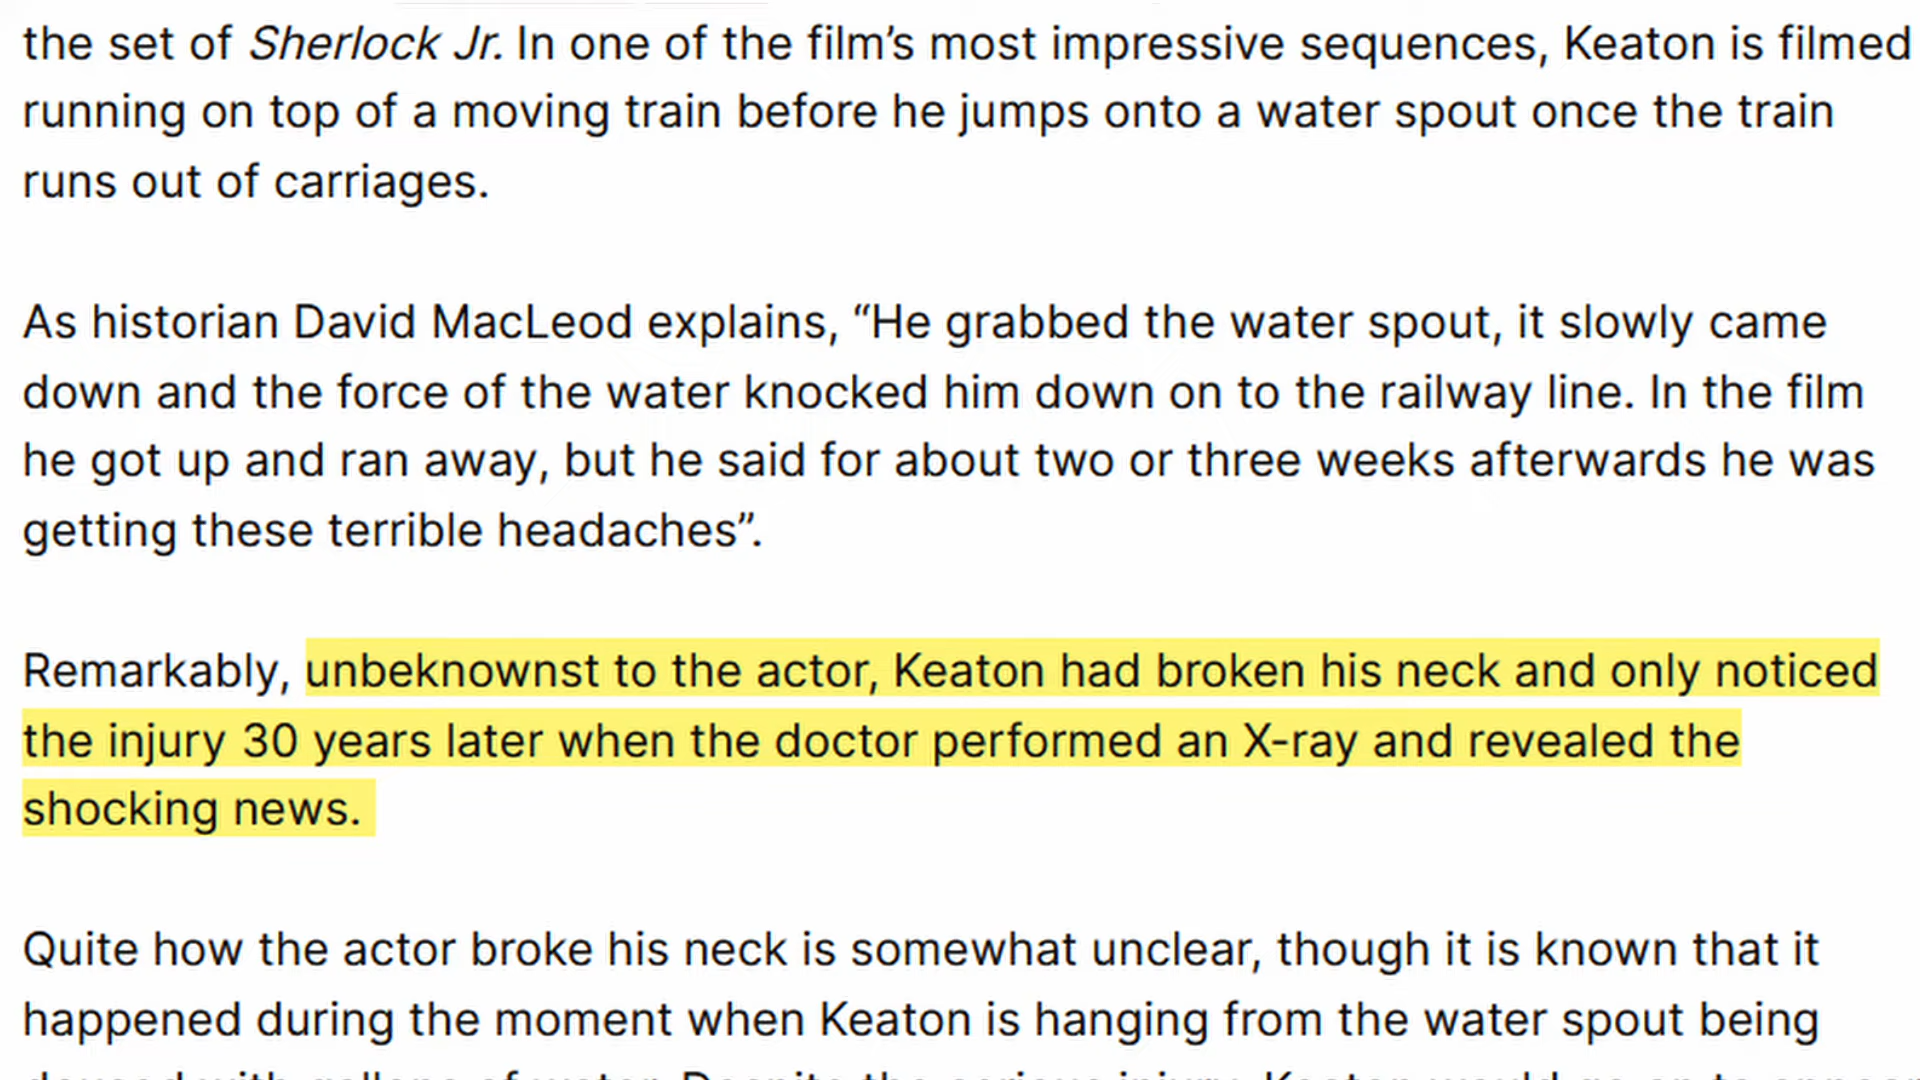 the set of Sherlock Jr. In one of the film’s most impressive sequences, Keaton is filmed
running on top of a moving train before he jumps onto a water spout once the train
runs out of carriages.
As historian David MacLeod explains, “He grabbed the water spout, it slowly came
down and the force of the water knocked him down on to the railway line. In the film
he got up and ran away, but he said for about two or three weeks afterwards he was
getting these terrible headaches”.
Remarkably, unbeknownst to the actor, Keaton had broken his neck and only noticed
the injury 30 years later when the doctor performed an X-ray and revealed the
shocking news.
Quite how the actor broke his neck is somewhat unclear, though it is known that it
happened during the moment when Keaton is hanging from the water spout being